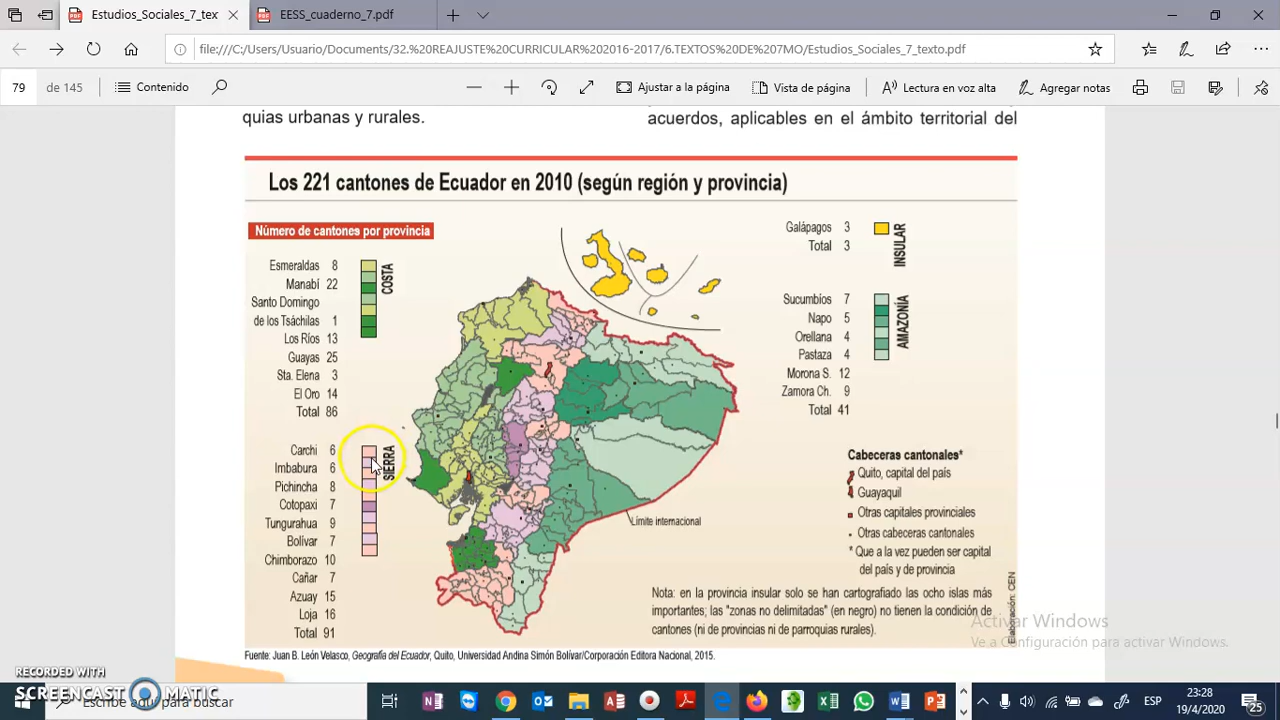 Estudios_Sociales_7_texto.pdf
EESS_octavo.pdf
file:///C:/Users/Usuario/Documents/32.%20REAJUSTE%20CURRICULAR%202016-2017/6.TEXTOS%20DE%207MO/Estudios_Sociales_7_texto.pdf
79 de 145
Contenido
Ajustar a la página
Vista de página
Lectura en voz alta
Agregar notas
quias urbanas y rurales.
acuerdos, aplicables en el ámbito territorial del
Los 221 cantones de Ecuador en 2010 (según región y provincia)
Número de cantones por provincia
COSTA
Esmeraldas 8
Manabí 22
Santo Domingo
de los Tsáchilas 1
Los Ríos 13
Guayas 25
Sta. Elena 3
El Oro 14
Total 86
SIERRA
Carchi 6
Imbabura 6
Pichincha 8
Cotopaxi 7
Tungurahua 9
Bolívar 7
Chimborazo 10
Cañar 7
Azuay 15
Loja 16
Total 91
Galápagos 3
Total 3
INSULAR
Sucumbíos 7
Napo 5
Orellana 4
Pastaza 4
Morona S. 12
Zamora Ch. 9
Total 41
AMAZONÍA
Límite internacional
Cabeceras cantonales*
Quito, capital del país
Guayaquil
Otras capitales provinciales
Otras cabeceras cantonales
* Que a la vez pueden ser capital
del país y de provincia
Nota: en la provincia insular solo se han cartografiado las ocho islas más
importantes; las "zonas no delimitadas" (en negro) no tienen la condición de
cantones (ni de provincias ni de parroquias rurales).
Elaboración: CEN
Fuente: Juan B. León Velasco, Geografía del Ecuador, Quito, Universidad Andina Simón Bolívar/Corporación Editora Nacional, 2015.
Activar Windows
Ve a Configuración para activar Windows.
RECORDED WITH
SCREENCAST MATIC
Escribe aquí para buscar
ESP
23:28
19/4/2020
25